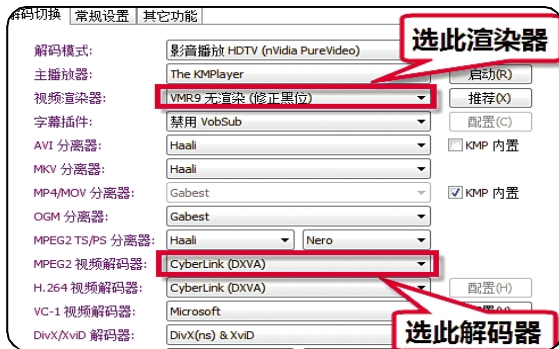 解码切换 常规设置 其它功能
选此渲染器
解码模式: 影音播放 HDTV (nVidia PureVideo)
主播放器: The KMPlayer 启动(R)
视频渲染器: VMR9 无渲染 (修正黑位) 推荐(X)
字幕插件: 禁用 VobSub 配置(C)
AVI 分离器: Haali KMP 内置
MKV 分离器: Haali
MP4/MOV 分离器: Gabest KMP 内置
OGM 分离器: Gabest
MPEG2 TS/PS 分离器: Haali Nero
MPEG2 视频解码器: CyberLink (DXVA)
H.264 视频解码器: CyberLink (DXVA) 配置(H)
VC-1 视频解码器: Microsoft
DivX/XviD 解码器: DivX(ns) & XviD
选此解码器